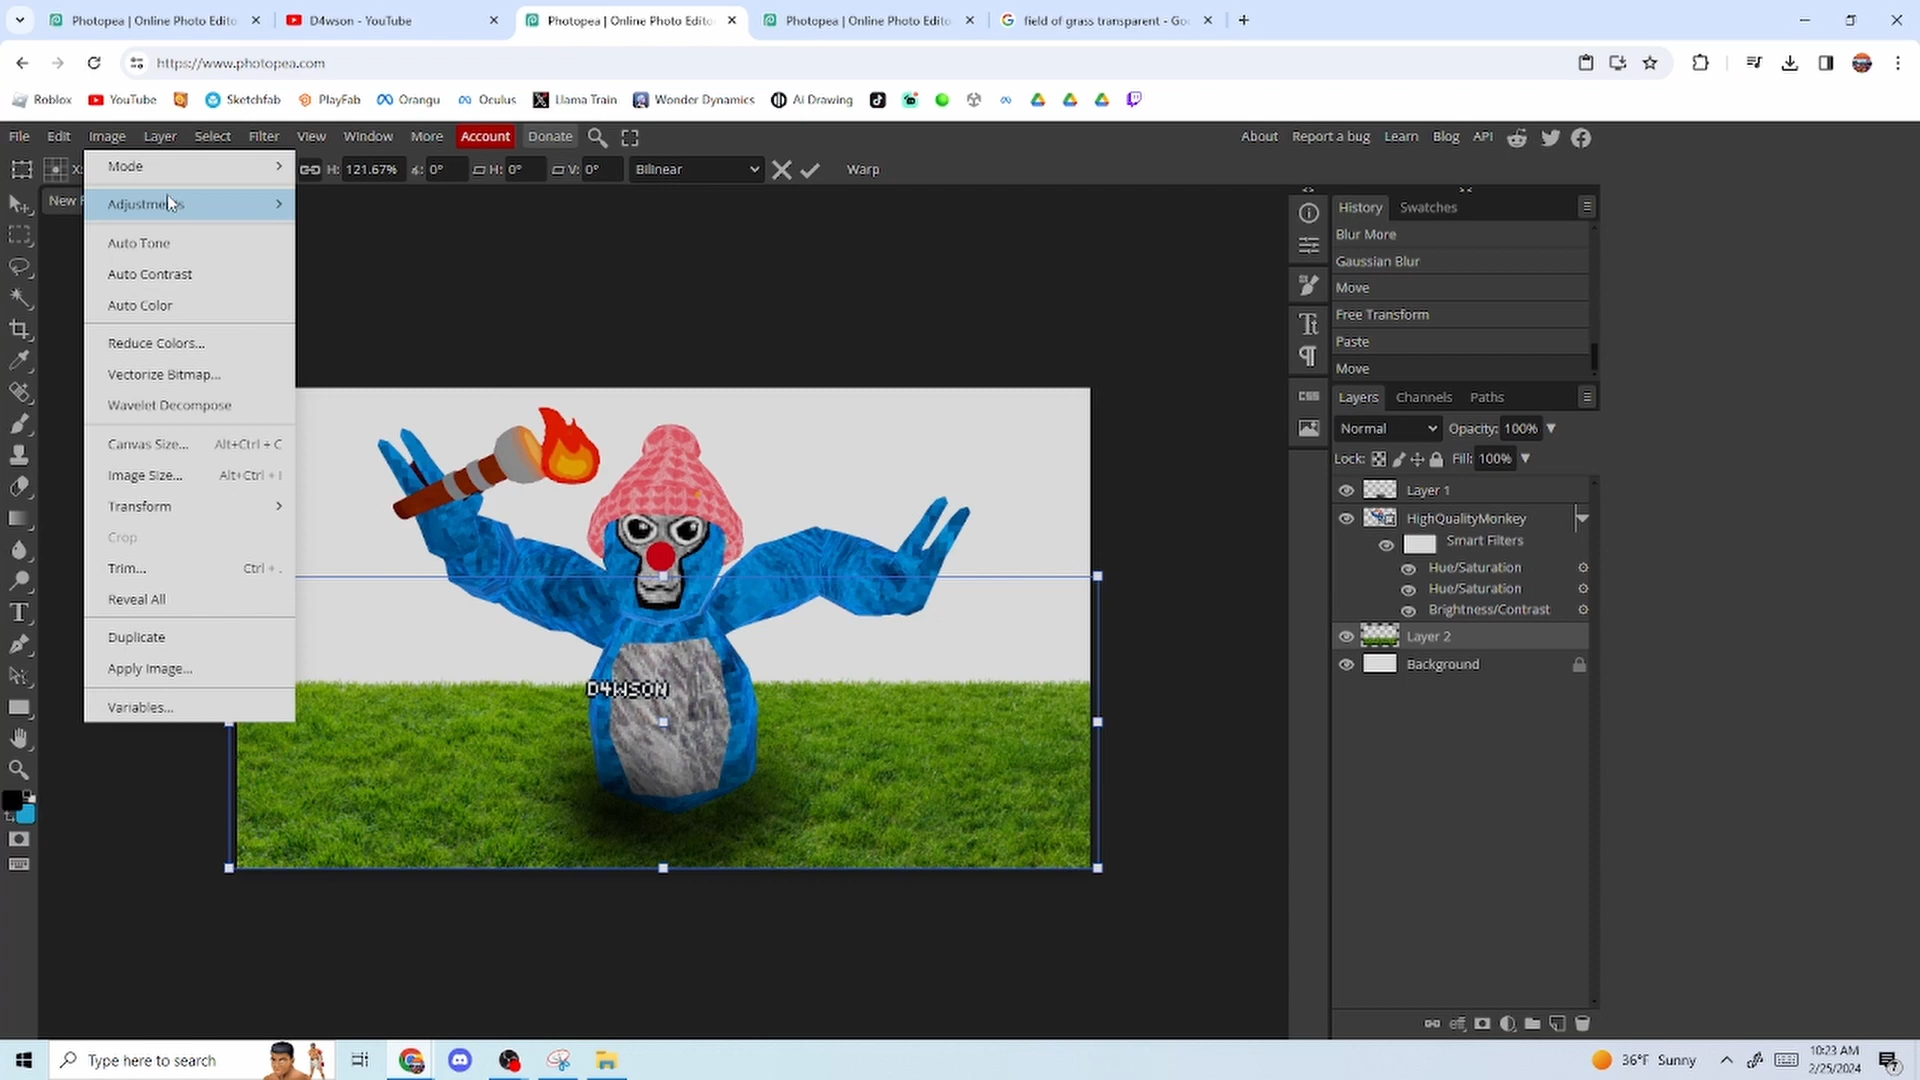 Photopea | Online Photo Edito
D4wson - YouTube
Photopea | Online Photo Edito
Photopea | Online Photo Edito
field of grass transparent - Goo
https://www.photopea.com
Roblox
YouTube
Sketchfab
PlayFab
Orangu
Oculus
Llama Train
Wonder Dynamics
AI Drawing
File Edit Image Layer Select Filter View Window More Account Donate
About Report a bug Learn Blog API
X:
H: 121.67%
: 0°
H: 0°
V: 0°
Bilinear
Warp
New
Mode
Adjustments
Auto Tone
Auto Contrast
Auto Color
Reduce Colors...
Vectorize Bitmap...
Wavelet Decompose
Canvas Size... Alt+Ctrl + C
Image Size... Alt+Ctrl + I
Transform
Crop
Trim... Ctrl + .
Reveal All
Duplicate
Apply Image...
Variables...
D4WSON
CSS
History Swatches
Blur More
Gaussian Blur
Move
Free Transform
Paste
Move
Layers Channels Paths
Normal Opacity: 100%
Lock: Fill: 100%
Layer 1
HighQualityMonkey
Smart Filters
Hue/Saturation
Hue/Saturation
Brightness/Contrast
Layer 2
Background
eff
Type here to search
36°F Sunny
10:23 AM
2/25/2024